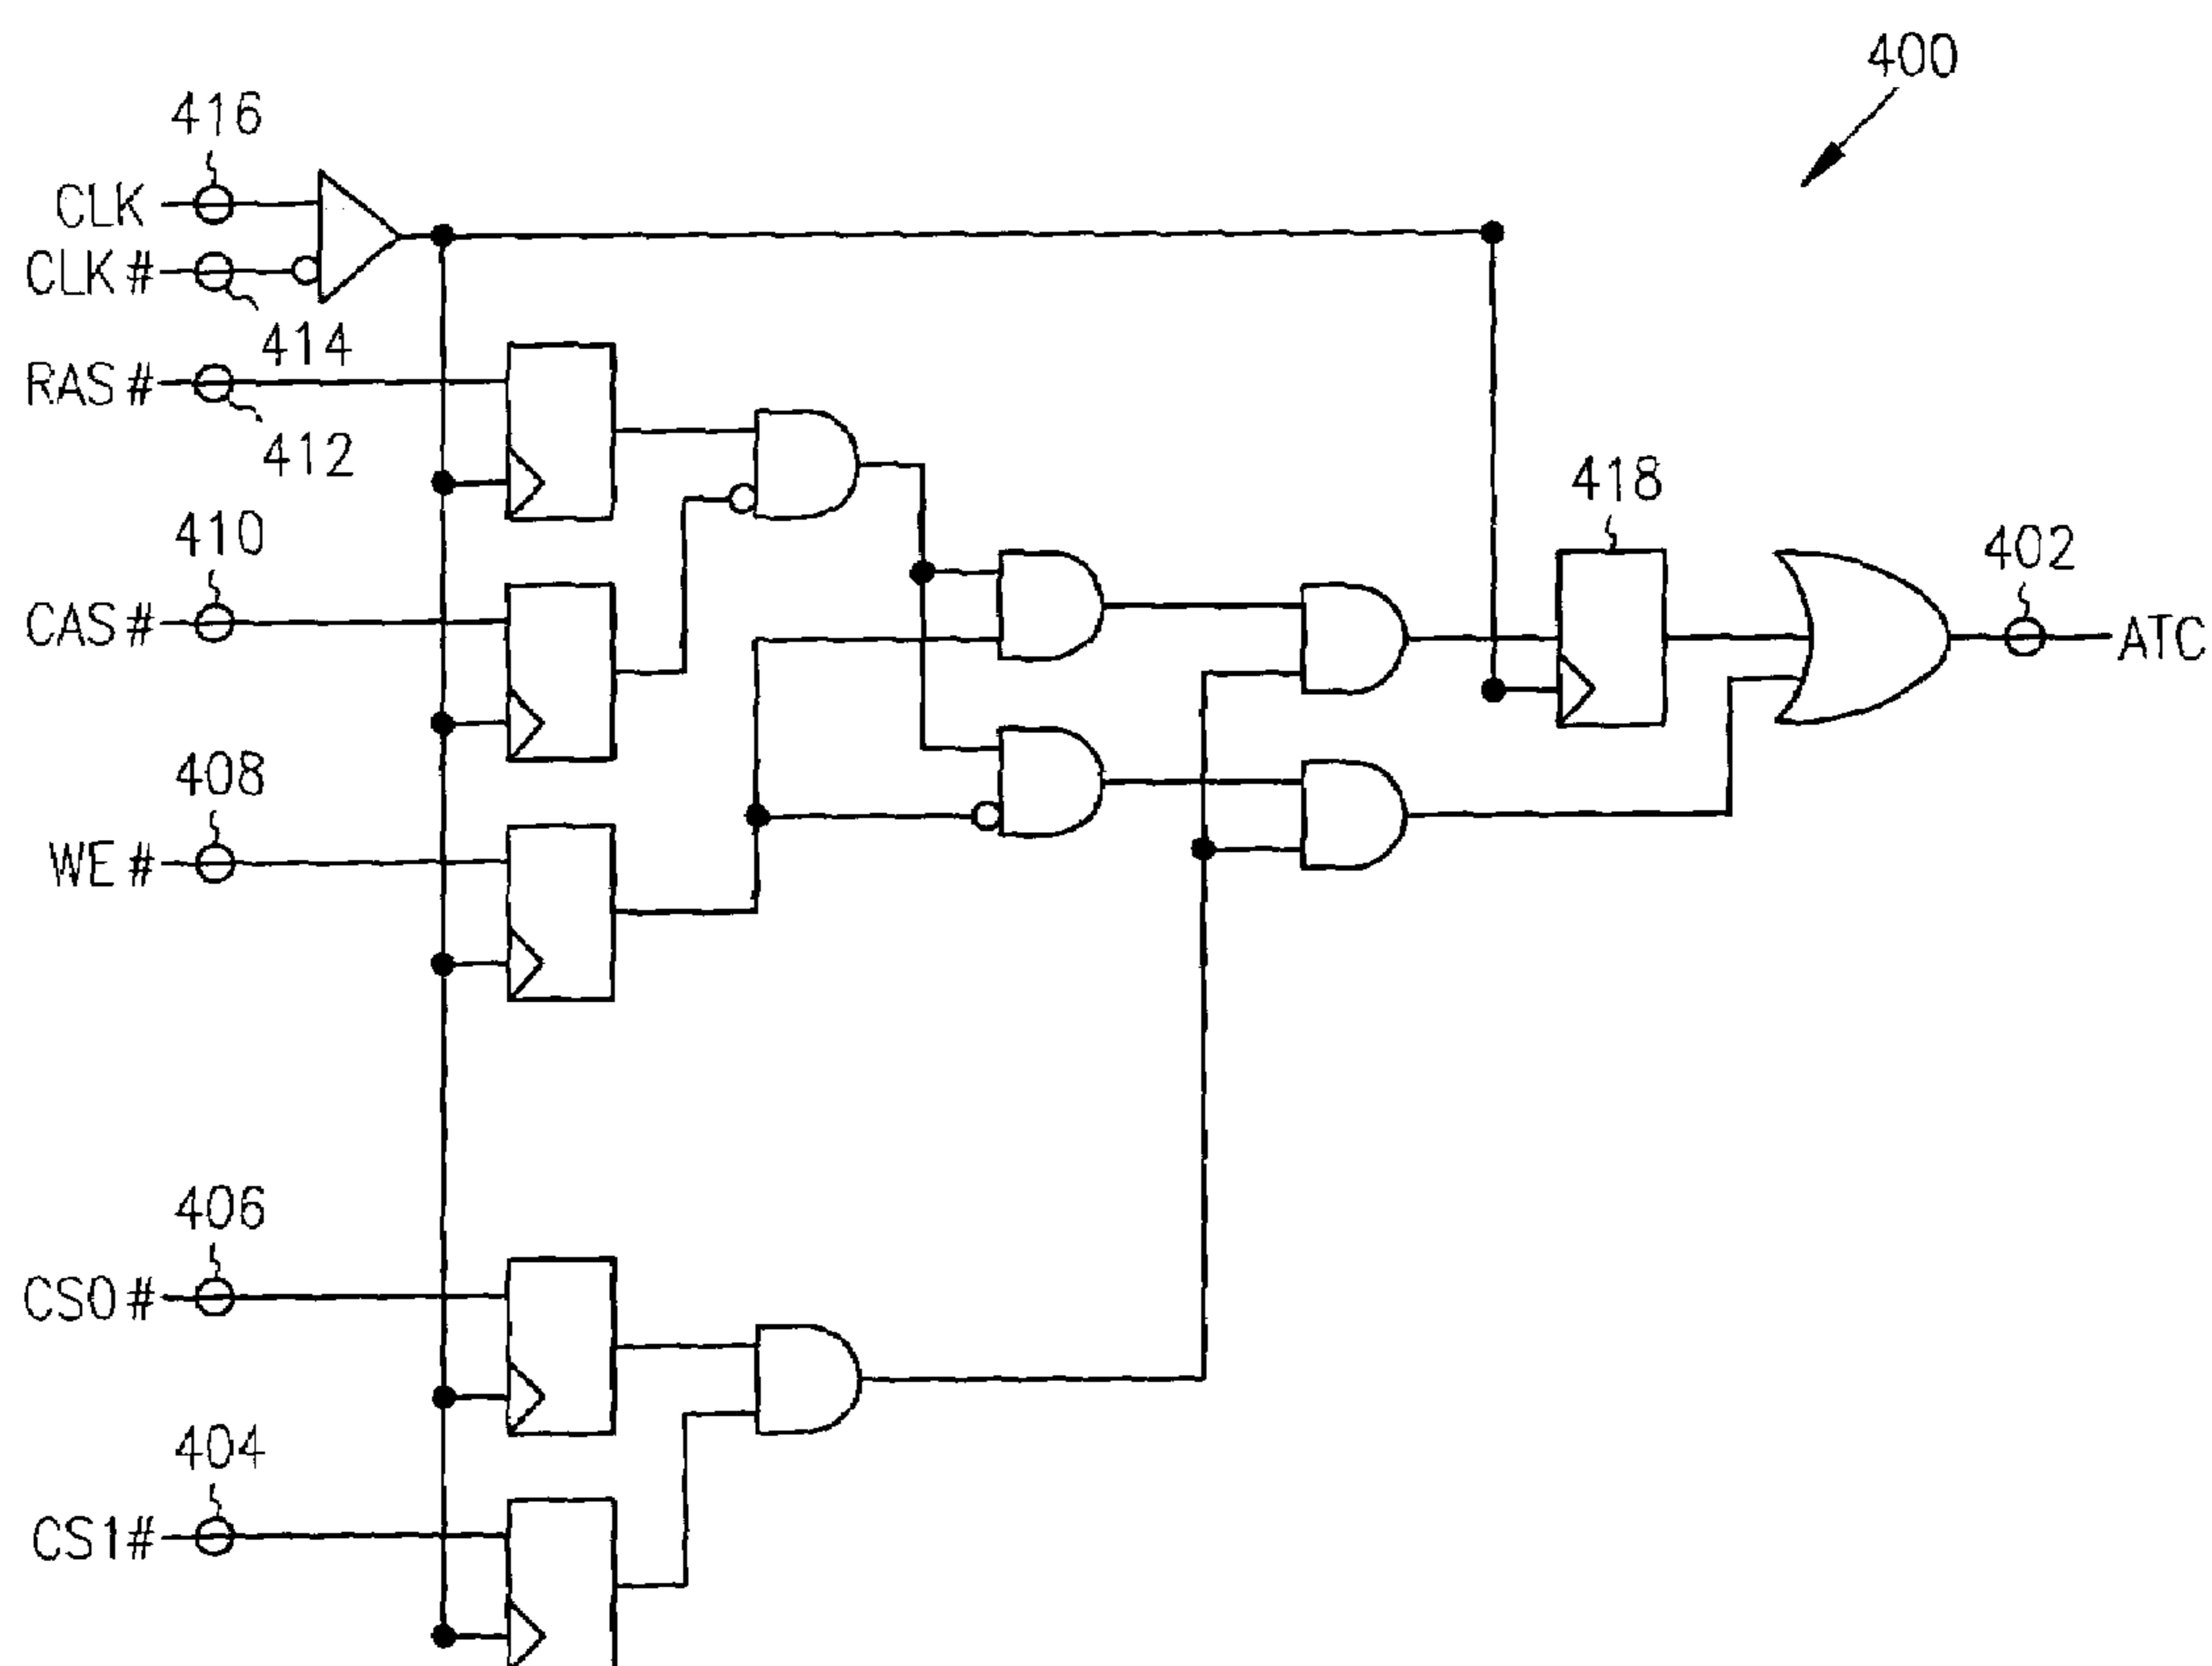 400
416
CLK
CLK #
414
RAS #
412
418
410
402
CAS #
ATC
408
WE #
406
CS0 #
404
CS1#